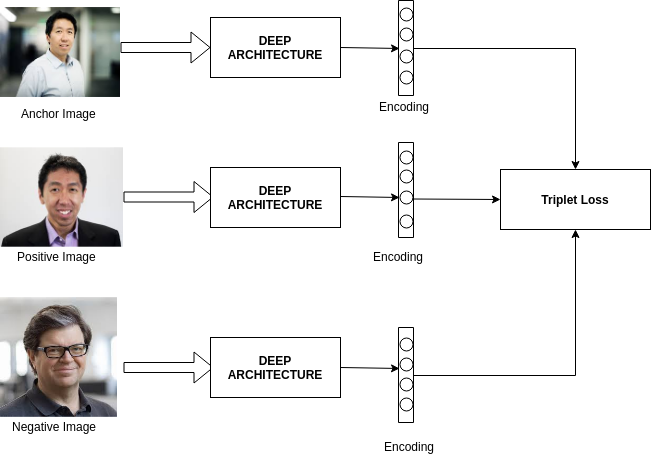 DEEP
ARCHITECTURE
Encoding
Anchor Image
DEEP
ARCHITECTURE
Triplet Loss
Positive Image
Encoding
DEEP
ARCHITECTURE
Negative Image
Encoding